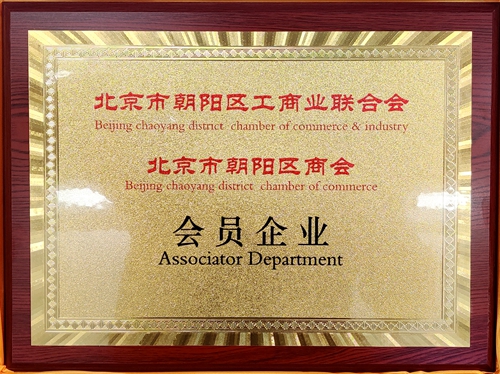 北京市朝阳区工商业联合会
Beijing chaoyang district chamber of commerce & industry
北京市朝阳区商会
Beijing chaoyang district chamber of commerce
会员企业
Associator Department